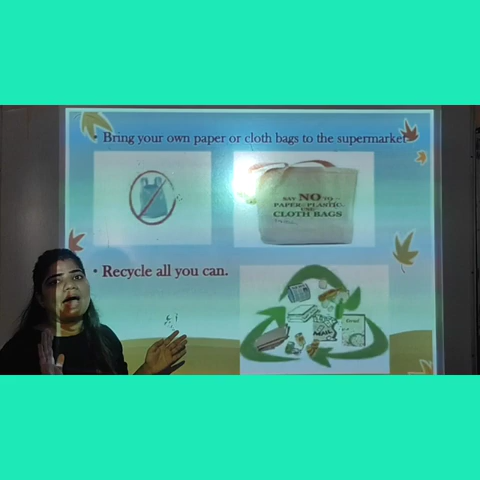 • Bring your own paper or cloth bags to the supermarket
SAY NO TO
PAPER/PLASTIC.
USE
CLOTH BAGS
• Recycle all you can.
Cereal